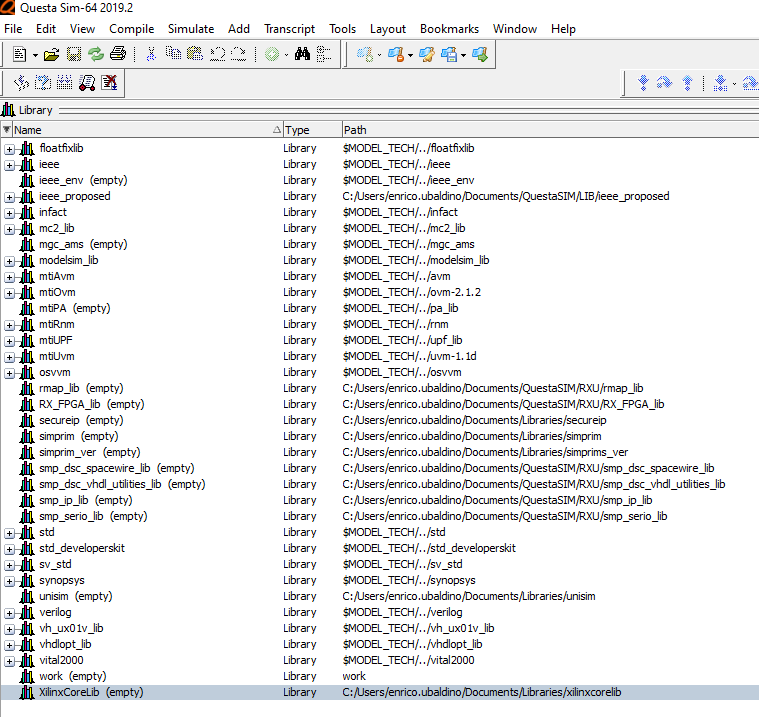 Questa Sim-64 2019.2
File Edit View Compile Simulate Add Transcript Tools Layout Bookmarks Window Help
Library
Name Type Path
floatfixlib Library $MODEL_TECH/../floatfixlib
ieee Library $MODEL_TECH/../ieee
ieee_env (empty) Library $MODEL_TECH/../ieee_env
ieee_proposed Library C:/Users/enrico.ubaldino/Documents/QuestaSIM/LIB/ieee_proposed
infact Library $MODEL_TECH/../infact
mc2_lib Library $MODEL_TECH/../mc2_lib
mgc_ams (empty) Library $MODEL_TECH/../mgc_ams
modelsim_lib Library $MODEL_TECH/../modelsim_lib
mtiAvm Library $MODEL_TECH/../avm
mtiOvm Library $MODEL_TECH/../ovm-2.1.2
mtiPA (empty) Library $MODEL_TECH/../pa_lib
mtiRnm Library $MODEL_TECH/../rnm
mtiUPF Library $MODEL_TECH/../upf_lib
mtiUvm Library $MODEL_TECH/../uvm-1.1d
osvvm Library $MODEL_TECH/../osvvm
rmap_lib (empty) Library C:/Users/enrico.ubaldino/Documents/QuestaSIM/RXU/rmap_lib
RX_FPGA_lib (empty) Library C:/Users/enrico.ubaldino/Documents/QuestaSIM/RXU/RX_FPGA_lib
secureip (empty) Library C:/Users/enrico.ubaldino/Documents/Libraries/secureip
simprim (empty) Library C:/Users/enrico.ubaldino/Documents/Libraries/simprim
simprim_ver (empty) Library C:/Users/enrico.ubaldino/Documents/Libraries/simprims_ver
smp_dsc_spacewire_lib (empty) Library C:/Users/enrico.ubaldino/Documents/QuestaSIM/RXU/smp_dsc_spacewire_lib
smp_dsc_vhdl_utilities_lib (empty) Library C:/Users/enrico.ubaldino/Documents/QuestaSIM/RXU/smp_dsc_vhdl_utilities_lib
smp_ip_lib (empty) Library C:/Users/enrico.ubaldino/Documents/QuestaSIM/RXU/smp_ip_lib
smp_serio_lib (empty) Library C:/Users/enrico.ubaldino/Documents/QuestaSIM/RXU/smp_serio_lib
std Library $MODEL_TECH/../std
std_developerskit Library $MODEL_TECH/../std_developerskit
sv_std Library $MODEL_TECH/../sv_std
synopsys Library $MODEL_TECH/../synopsys
unisim (empty) Library C:/Users/enrico.ubaldino/Documents/Libraries/unisim
verilog Library $MODEL_TECH/../verilog
vh_ux01v_lib Library $MODEL_TECH/../vh_ux01v_lib
vhdlopt_lib Library $MODEL_TECH/../vhdlopt_lib
vital2000 Library $MODEL_TECH/../vital2000
work (empty) Library work
XilinxCoreLib (empty) Library C:/Users/enrico.ubaldino/Documents/Libraries/xilinxcorelib